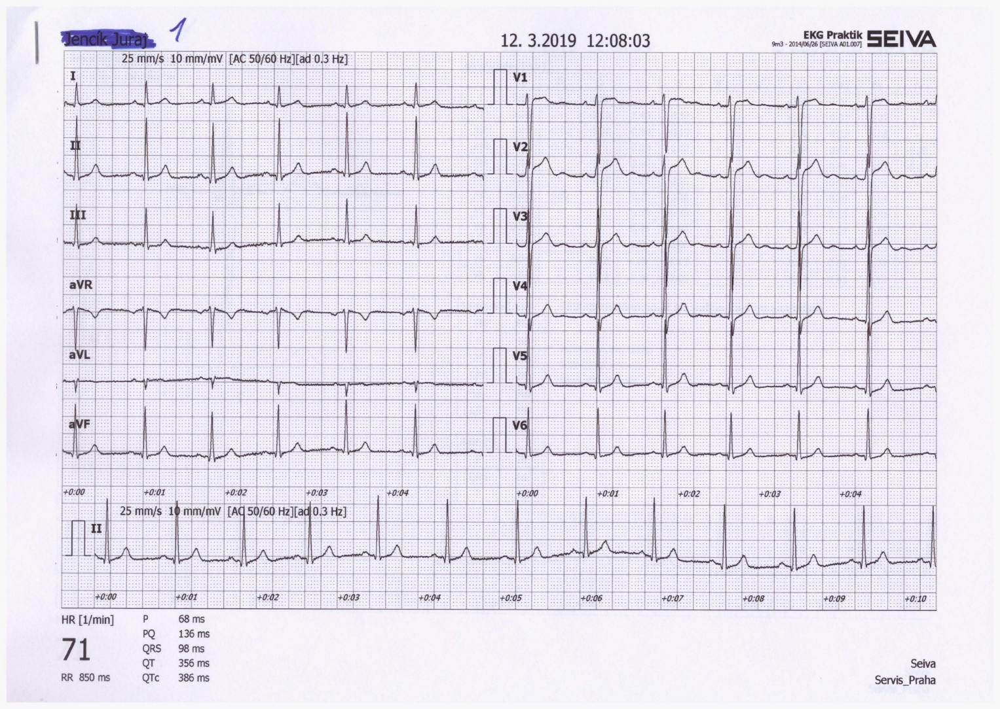 Jencík Juraj 1
12. 3.2019 12:08:03
EKG Praktik SEIVA
9m3 - 2014/06/26 [SEIVA A01.007]
25 mm/s 10 mm/mV [AC 50/60 Hz][ad 0.3 Hz]
I
V1
II
V2
III
V3
aVR
V4
aVL
V5
aVF
V6
+0:00 +0:01 +0:02 +0:03 +0:04 +0:00 +0:01 +0:02 +0:03 +0:04
25 mm/s 10 mm/mV [AC 50/60 Hz][ad 0.3 Hz]
II
+0:00 +0:01 +0:02 +0:03 +0:04 +0:05 +0:06 +0:07 +0:08 +0:09 +0:10
HR [1/min] P 68 ms
PQ 136 ms
71 QRS 98 ms
QT 356 ms
RR 850 ms QTc 386 ms
Seiva
Servis_Praha